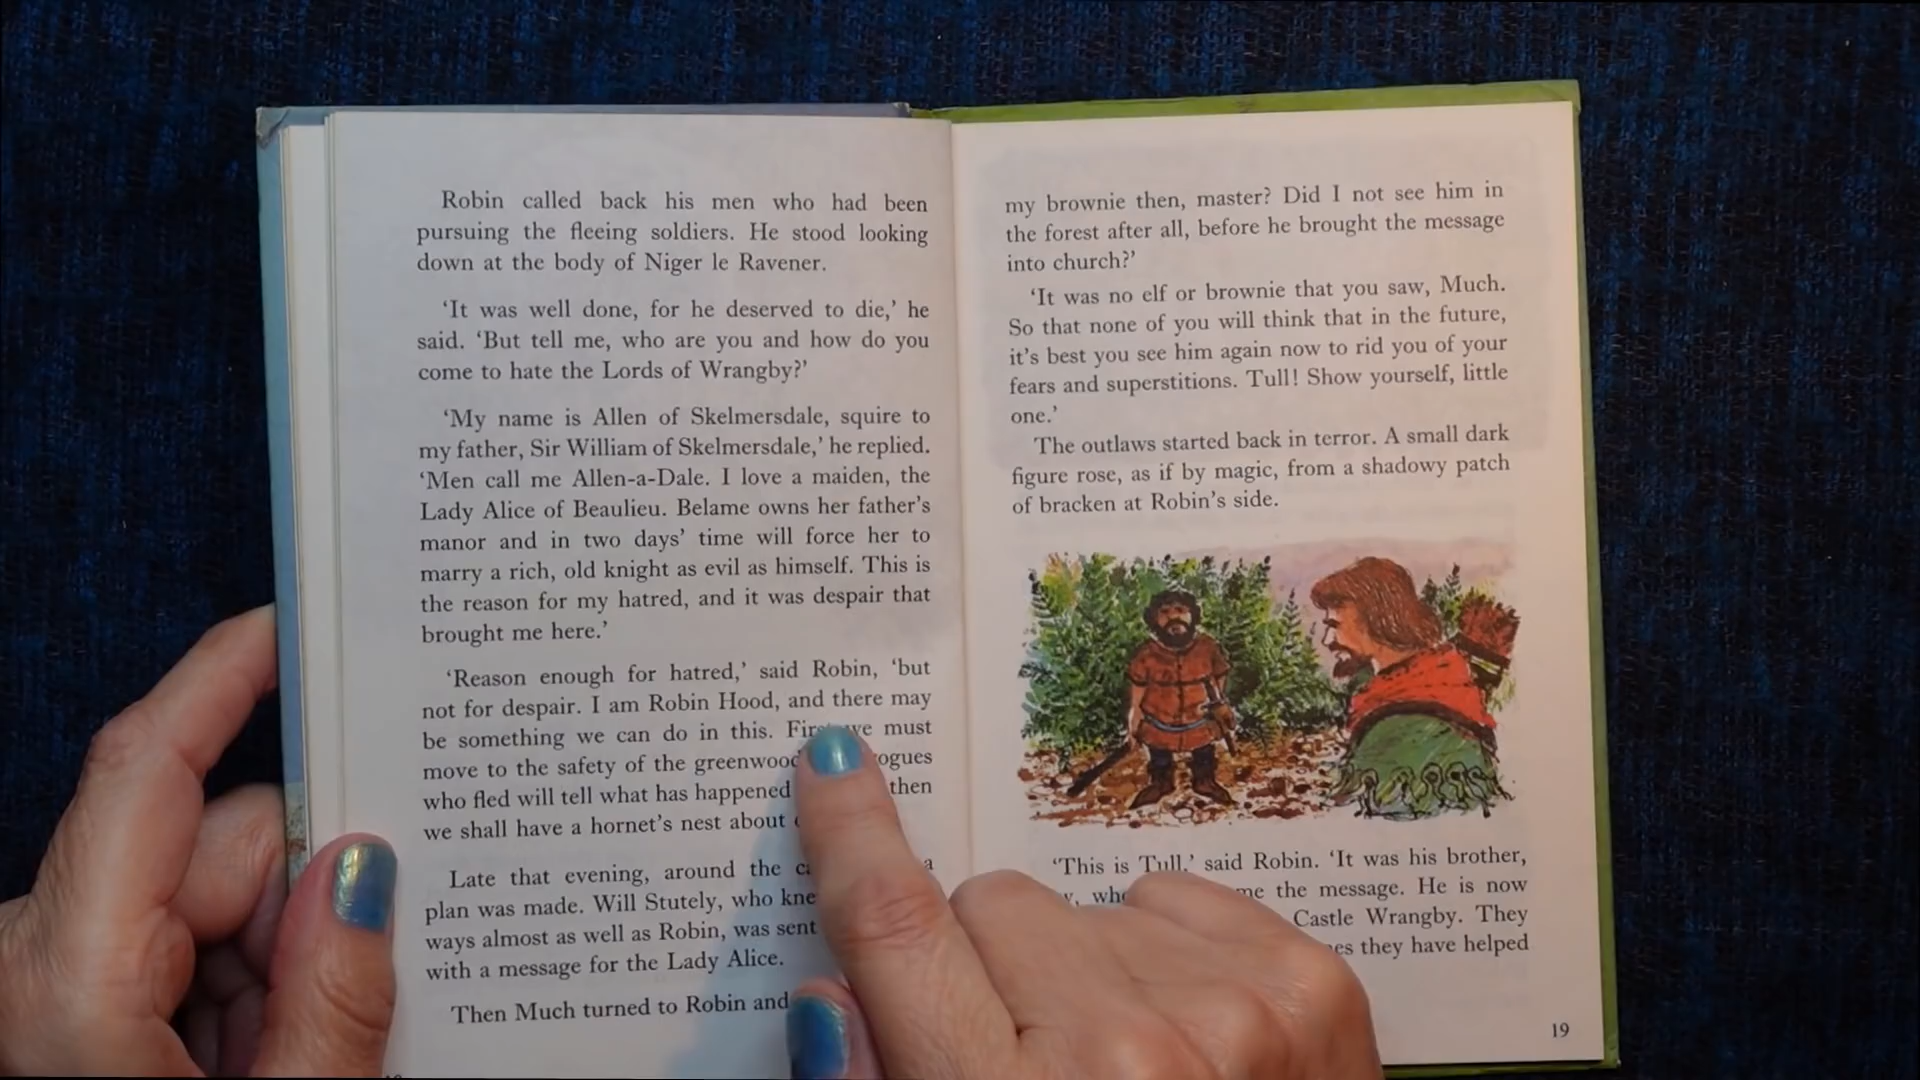 Robin called back his men who had been
pursuing the fleeing soldiers. He stood looking
down at the body of Niger le Ravener.
‘It was well done, for he deserved to die,’ he
said. ‘But tell me, who are you and how do you
come to hate the Lords of Wrangby?’
‘My name is Allen of Skelmersdale, squire to
my father, Sir William of Skelmersdale,’ he replied.
‘Men call me Allen-a-Dale. I love a maiden, the
Lady Alice of Beaulieu. Belame owns her father’s
manor and in two days’ time will force her to
marry a rich, old knight as evil as himself. This is
the reason for my hatred, and it was despair that
brought me here.’
‘Reason enough for hatred,’ said Robin, ‘but
not for despair. I am Robin Hood, and there may
be something we can do in this. First we must
move to the safety of the greenwood
who fled will tell what has happened then
we shall have a hornet’s nest about
Late that evening, around the a
plan was made. Will Stutely, who
ways almost as well as Robin, was sent
with a message for the Lady Alice.
Then Much turned to Robin and
my brownie then, master? Did I not see him in
the forest after all, before he brought the message
into church?’
‘It was no elf or brownie that you saw, Much.
So that none of you will think that in the future,
it’s best you see him again now to rid you of your
fears and superstitions. Tull! Show yourself, little
one.’
The outlaws started back in terror. A small dark
figure rose, as if by magic, from a shadowy patch
of bracken at Robin’s side.
‘This is Tull,’ said Robin. ‘It was his brother,
the message. He is now
Castle Wrangby. They
they have helped
19